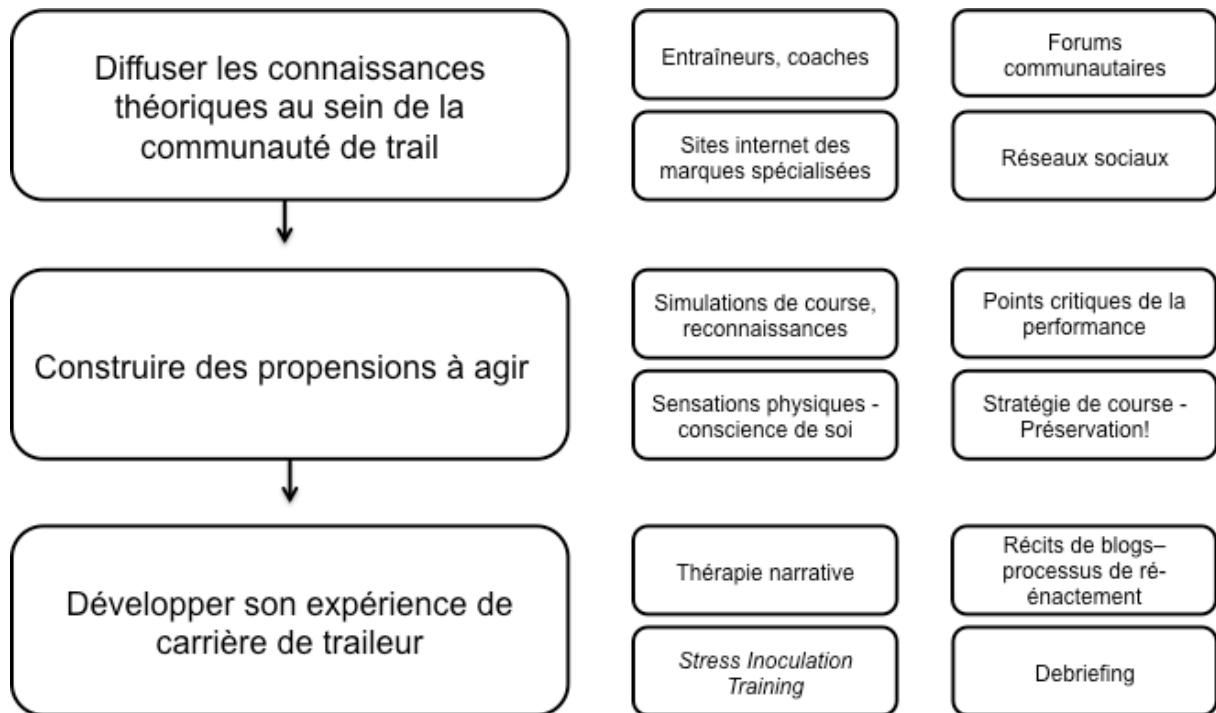 Diffuser les connaissances
théoriques au sein de la
communauté de trail
Entraîneurs, coaches
Forums
communautaires
Sites internet des
marques spécialisées
Réseaux sociaux
Construire des propensions à agir
Simulations de course,
reconnaissances
Points critiques de la
performance
Sensations physiques -
conscience de soi
Stratégie de course -
Préservation!
Développer son expérience de
carrière de traileur
Thérapie narrative
Récits de blogs–
processus de ré-
énactement
Stress Inoculation
Training
Debriefing